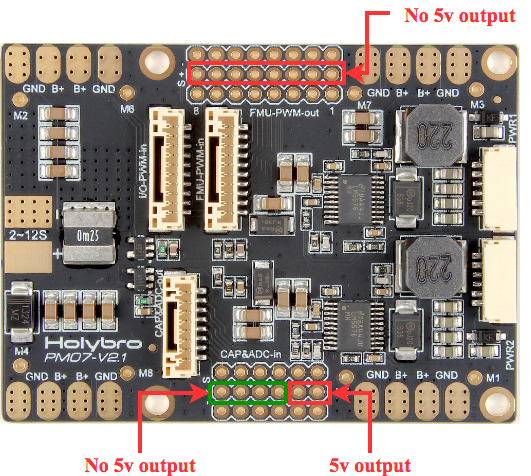 No 5v output
GND B+ B+ GND
GND B+ B+ GND
S +
M2
M6
8
FMU-PWM-out
1
M7
M3
PWR1
I/O-PWM-in
FMU-PWM-in
220
2~12S
0m25
+
CAP&ADC-out
220
Holybro
PM07-V2.1
CAP&ADC-in
M4
M8
S
M1
PWR2
GND B+ B+ GND
GND B+ B+ GND
No 5v output
5v output